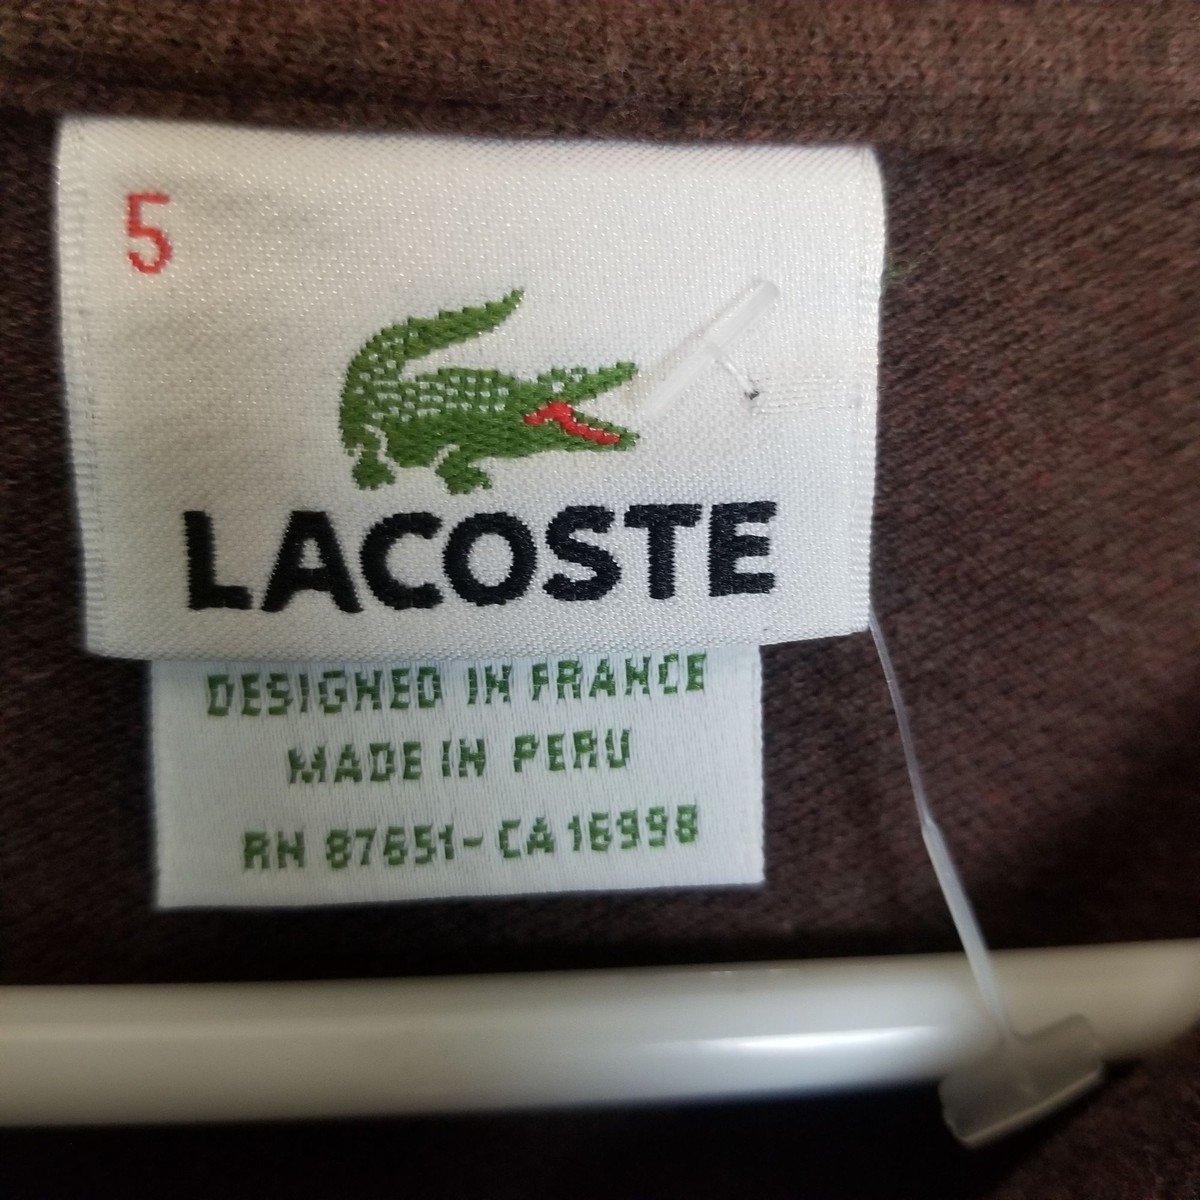 5
LACOSTE
DESIGNED IN FRANCE
MADE IN PERU
RN 87651-CA 16998